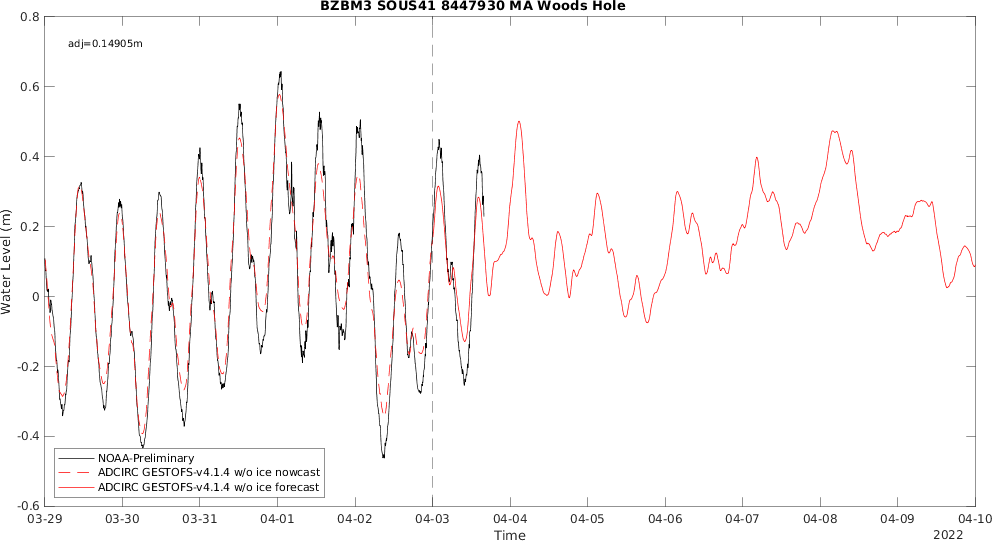 BZBM3 SOUS41 8447930 MA Woods Hole
adj=0.14905m
0.8
0.6
0.4
0.2
0
-0.2
-0.4
-0.6
Water Level (m)
NOAA-Preliminary
ADCIRC GESTOFS-v4.1.4 w/o ice nowcast
ADCIRC GESTOFS-v4.1.4 w/o ice forecast
03-29 03-30 03-31 04-01 04-02 04-03 04-04 04-05 04-06 04-07 04-08 04-09 04-10
Time
2022